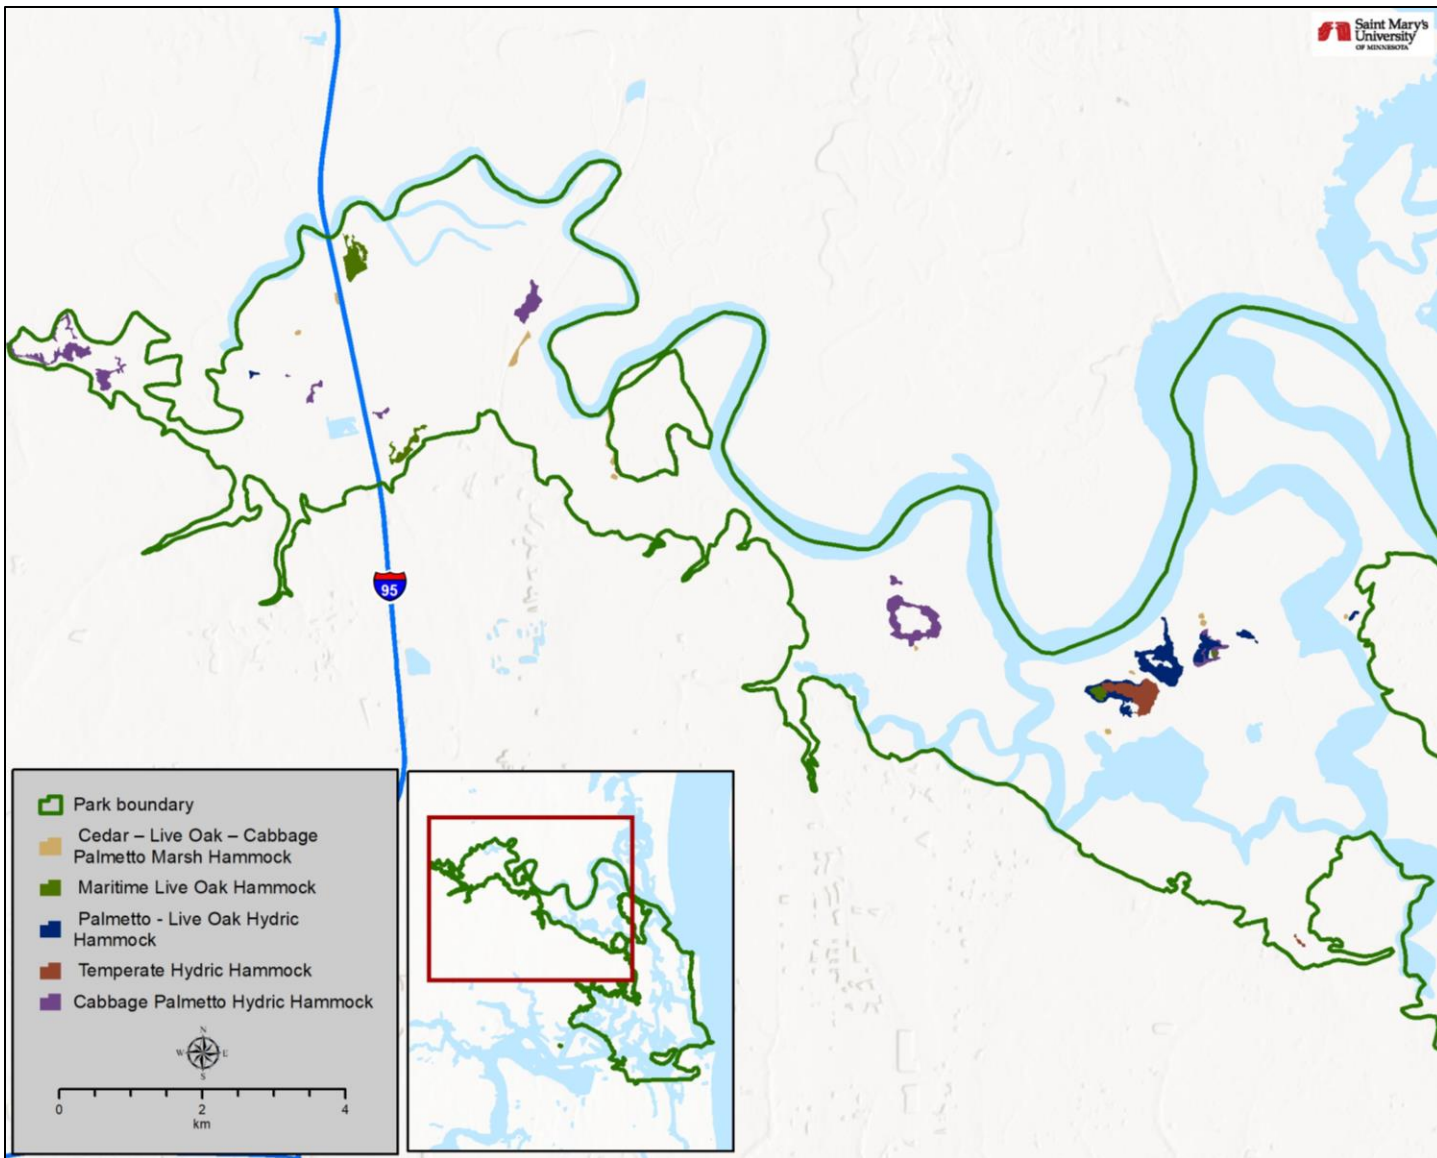 Saint Mary's
University
OF MINNESOTA
95
Park boundary
Cedar – Live Oak – Cabbage
Palmetto Marsh Hammock
Maritime Live Oak Hammock
Palmetto - Live Oak Hydric
Hammock
Temperate Hydric Hammock
Cabbage Palmetto Hydric Hammock
N
W E
S
0 2 4
km